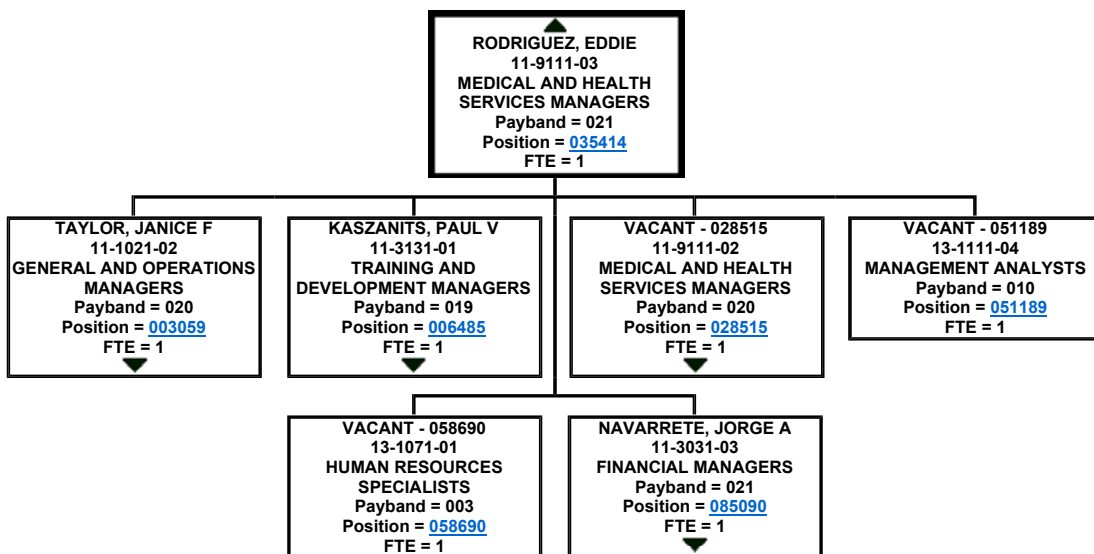 RODRIGUEZ, EDDIE
11-9111-03
MEDICAL AND HEALTH
SERVICES MANAGERS
Payband = 021
Position = 035414
FTE = 1
TAYLOR, JANICE F
11-1021-02
GENERAL AND OPERATIONS
MANAGERS
Payband = 020
Position = 003059
FTE = 1
KASZANITS, PAUL V
11-3131-01
TRAINING AND
DEVELOPMENT MANAGERS
Payband = 019
Position = 006485
FTE = 1
VACANT - 028515
11-9111-02
MEDICAL AND HEALTH
SERVICES MANAGERS
Payband = 020
Position = 028515
FTE = 1
VACANT - 051189
13-1111-04
MANAGEMENT ANALYSTS
Payband = 010
Position = 051189
FTE = 1
VACANT - 058690
13-1071-01
HUMAN RESOURCES
SPECIALISTS
Payband = 003
Position = 058690
FTE = 1
NAVARRETE, JORGE A
11-3031-03
FINANCIAL MANAGERS
Payband = 021
Position = 085090
FTE = 1